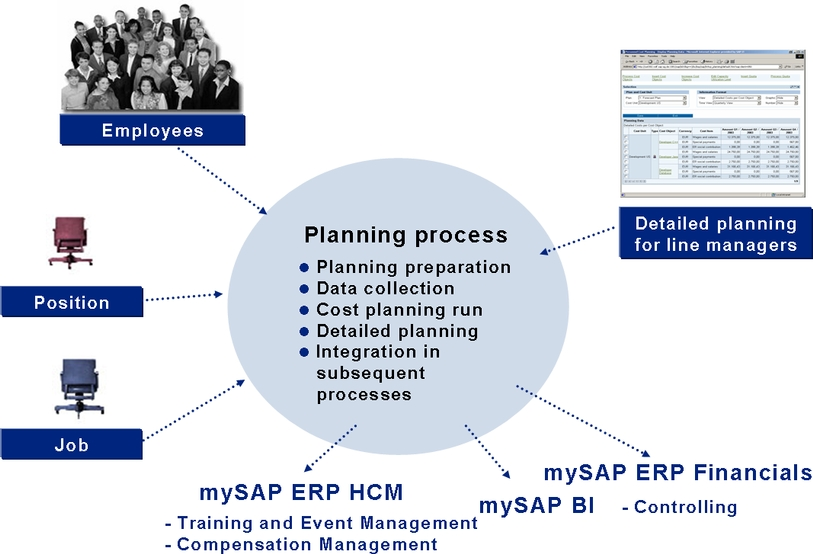 Employees
Detailed planning
for line managers
Planning process
Planning preparation
Data collection
Cost planning run
Detailed planning
Integration in
subsequent
processes
Position
Job
mySAP ERP HCM
- Training and Event Management
- Compensation Management
mySAP BI
mySAP ERP Financials
- Controlling